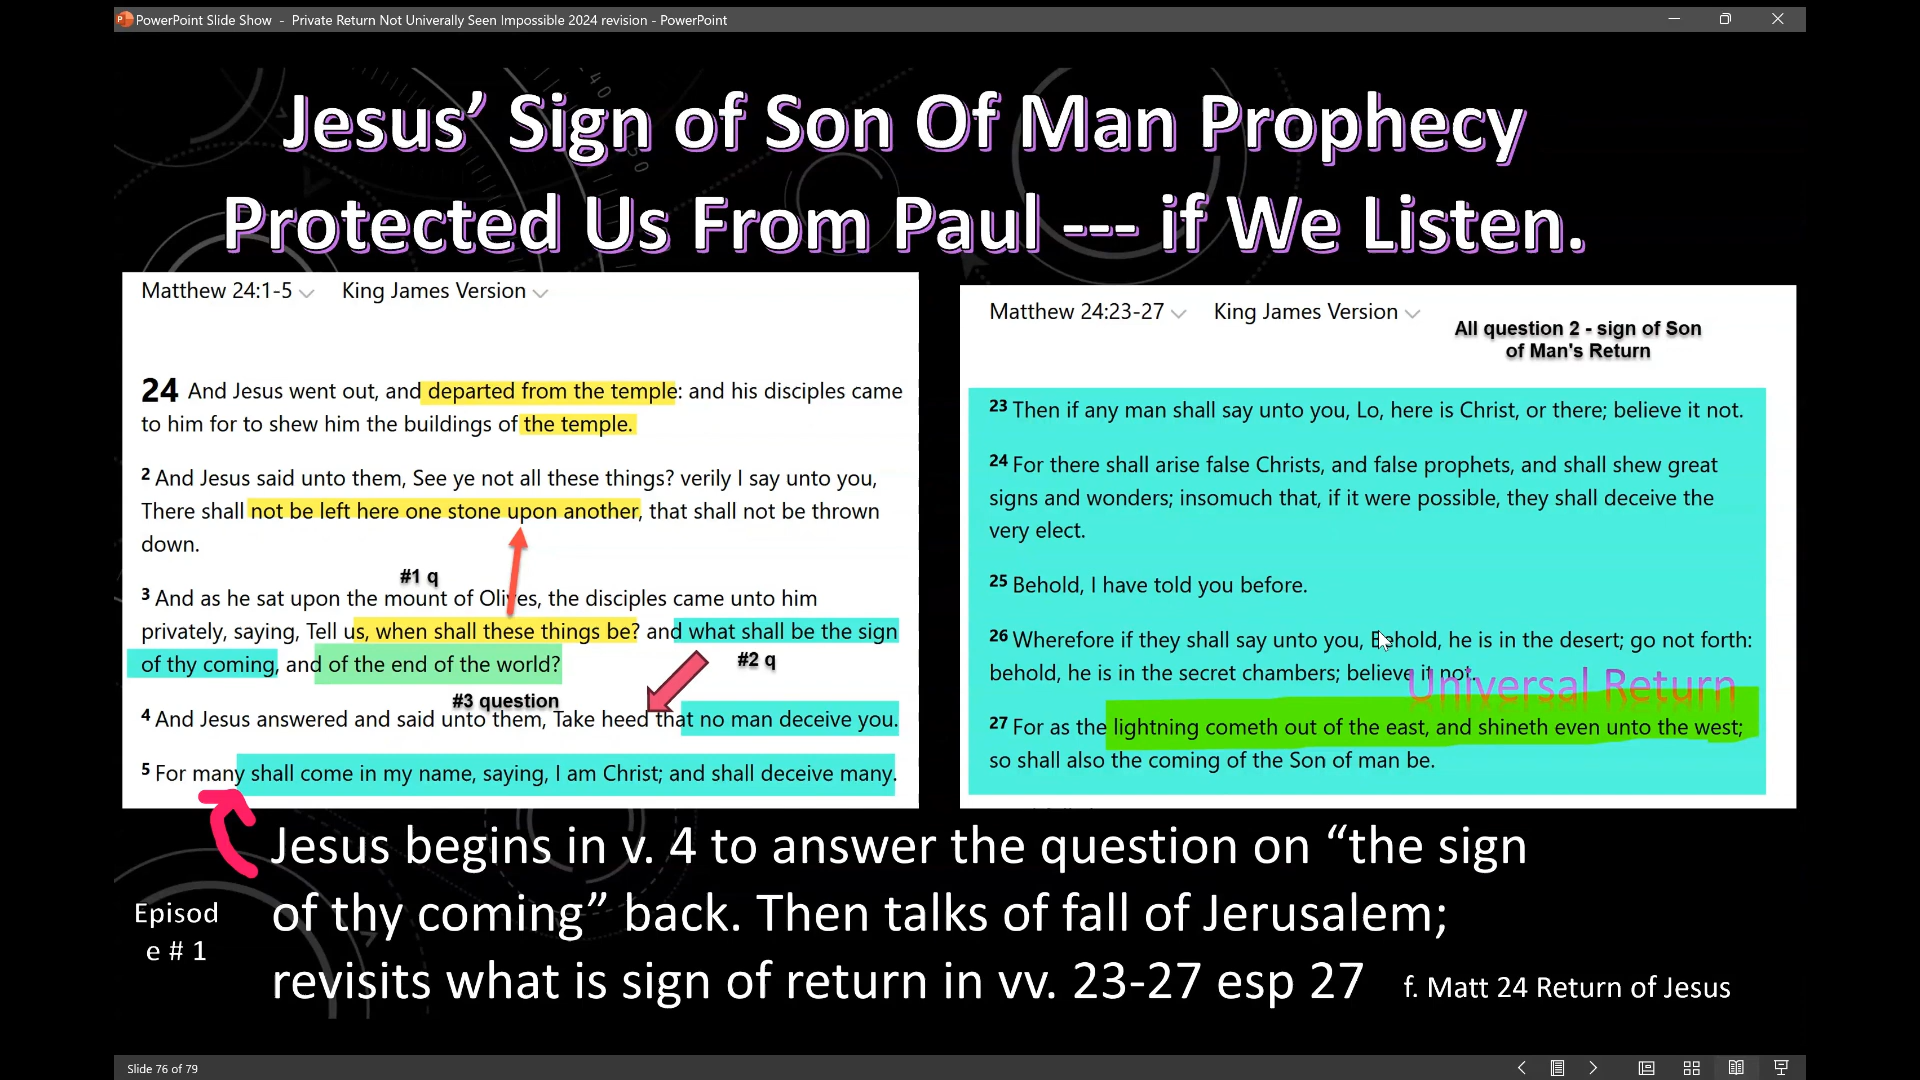 PowerPoint Slide Show - Private Return Not Univerally Seen Impossible 2024 revision - PowerPoint
Jesus’ Sign of Son Of Man Prophecy
Protected Us From Paul --- if We Listen.
Matthew 24:1-5 King James Version
24 And Jesus went out, and departed from the temple: and his disciples came
to him for to shew him the buildings of the temple.
2 And Jesus said unto them, See ye not all these things? verily I say unto you,
There shall not be left here one stone upon another, that shall not be thrown
down.
#1 q
3 And as he sat upon the mount of Olives, the disciples came unto him
privately, saying, Tell us, when shall these things be? and what shall be the sign
of thy coming, and of the end of the world?
#2 q
#3 question
4 And Jesus answered and said unto them, Take heed that no man deceive you.
5 For many shall come in my name, saying, I am Christ; and shall deceive many.
Matthew 24:23-27 King James Version
All question 2 - sign of Son
of Man's Return
23 Then if any man shall say unto you, Lo, here is Christ, or there; believe it not.
24 For there shall arise false Christs, and false prophets, and shall shew great
signs and wonders; insomuch that, if it were possible, they shall deceive the
very elect.
25 Behold, I have told you before.
26 Wherefore if they shall say unto you, Behold, he is in the desert; go not forth:
behold, he is in the secret chambers; believe it not.
Universal Return
27 For as the lightning cometh out of the east, and shineth even unto the west;
so shall also the coming of the Son of man be.
Jesus begins in v. 4 to answer the question on “the sign
of thy coming” back. Then talks of fall of Jerusalem;
revisits what is sign of return in vv. 23-27 esp 27
Episod
e # 1
f. Matt 24 Return of Jesus
Slide 76 of 79